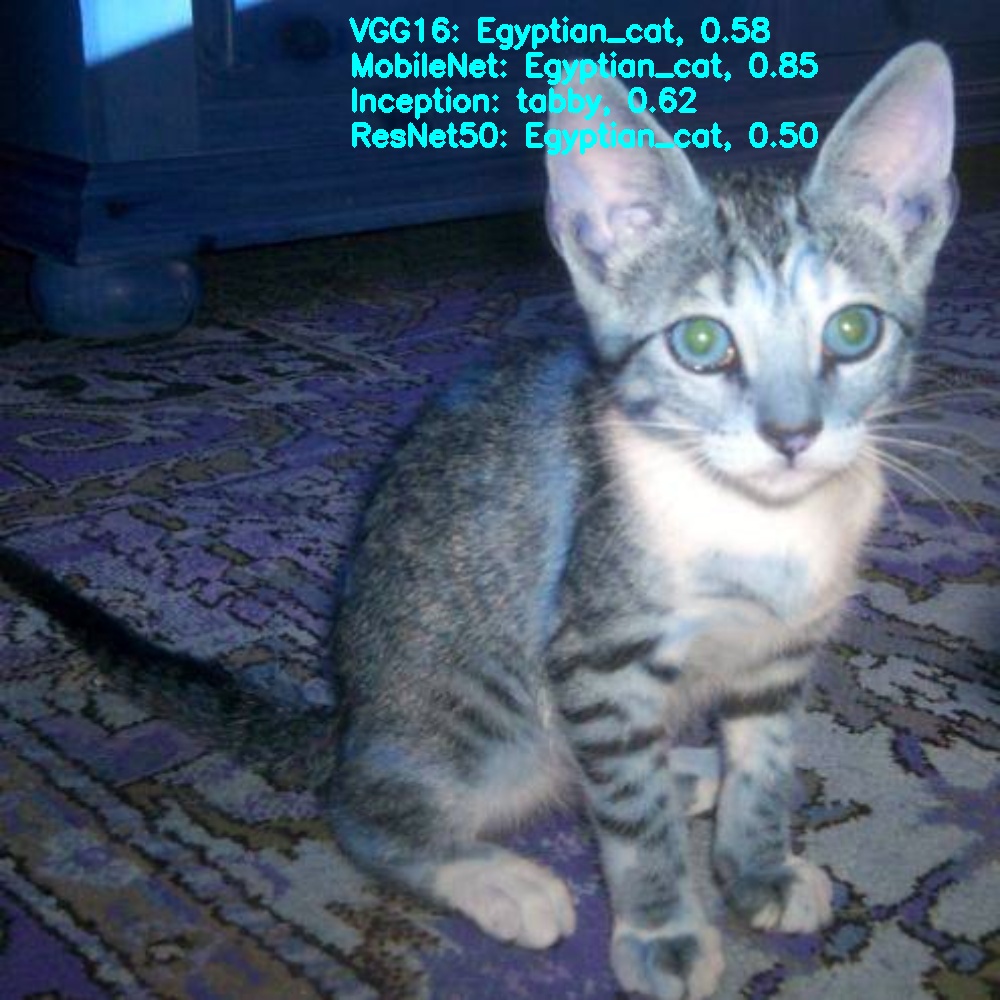 VGG16: Egyptian_cat, 0.58
MobileNet: Egyptian_cat, 0.85
Inception: tabby, 0.62
ResNet50: Egyptian_cat, 0.50